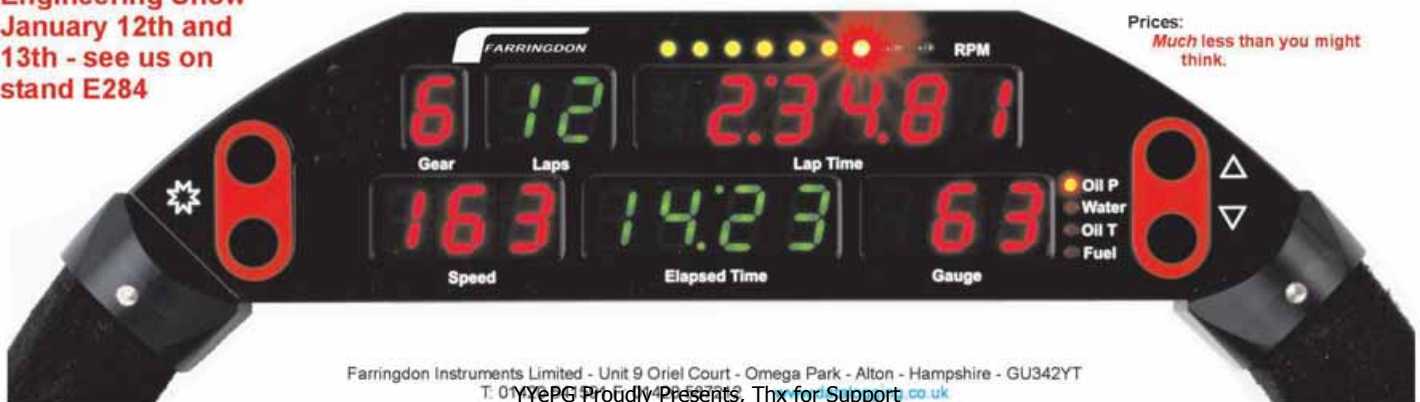 January 12th and
13th - see us on
stand E284
Prices:
Much less than you might
think.
FARRINGDON
RPM
6
12
2:34.81
Gear
Laps
Lap Time
163
14:23
63
Oil P
Water
Oil T
Fuel
Speed
Elapsed Time
Gauge
Farringdon Instruments Limited - Unit 9 Oriel Court - Omega Park - Alton - Hampshire - GU342YT
YYePG Proudly Presents, Thx for Support
.co.uk